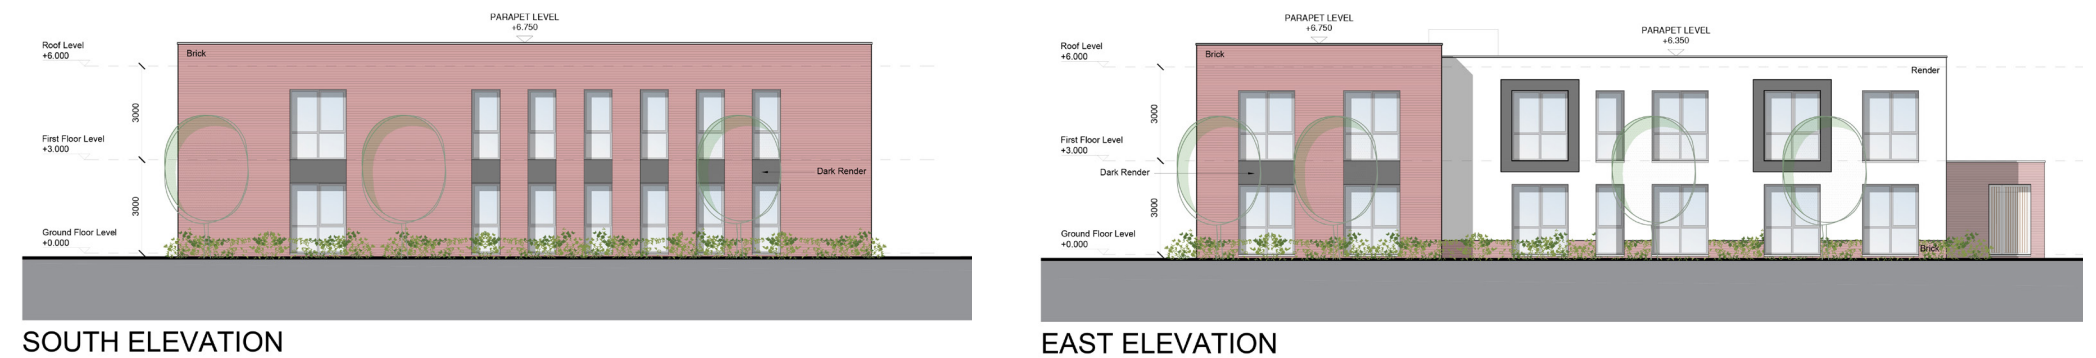 PARAPET LEVEL
+6.750
Roof Level
+6.000
Brick
3000
First Floor Level
+3.000
Dark Render
3000
Ground Floor Level
+0.000
SOUTH ELEVATION
PARAPET LEVEL
+6.750
PARAPET LEVEL
+6.350
Roof Level
+6.000
Brick
Render
3000
First Floor Level
+3.000
Dark Render
3000
Ground Floor Level
+0.000
Brick
EAST ELEVATION